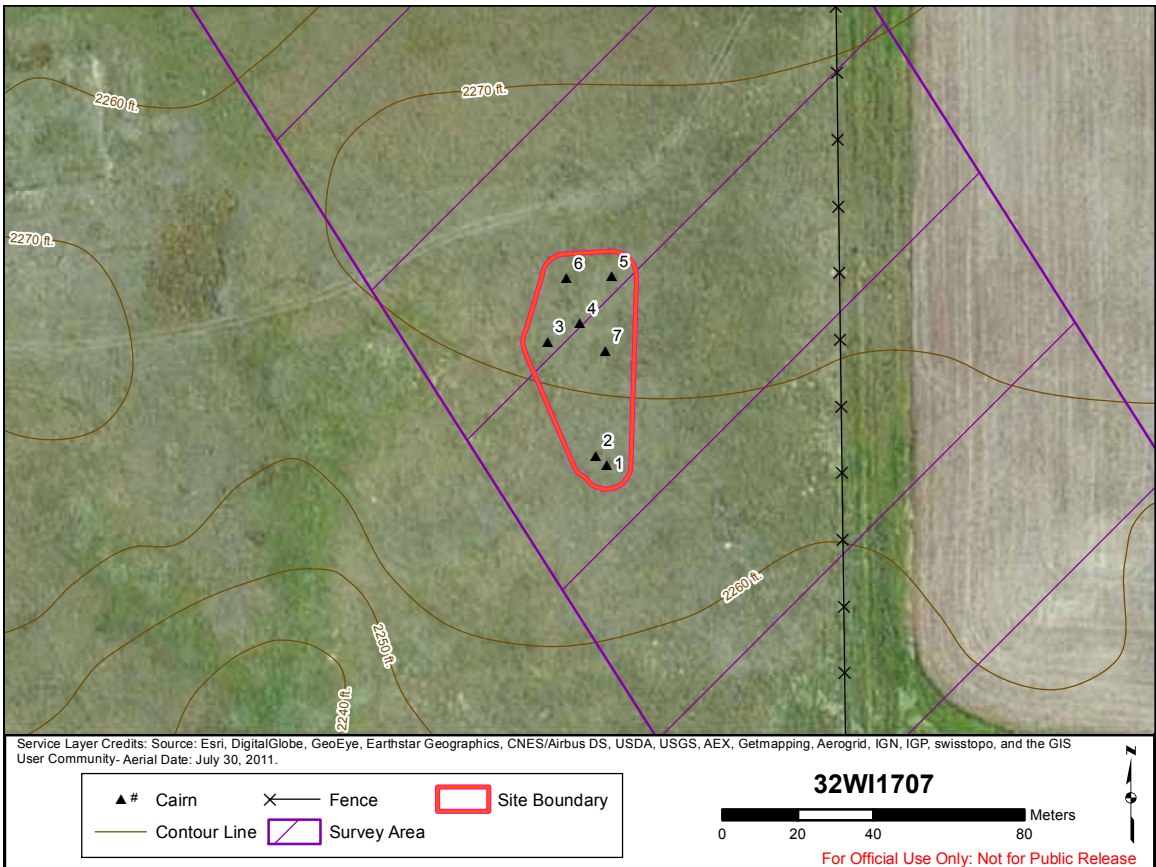 2260 ft.
2270 ft.
2270 ft.
6
5
4
3
7
2
1
2260 ft.
2250 ft.
2240 ft.
Service Layer Credits: Source: Esri, DigitalGlobe, GeoEye, Earthstar Geographics, CNES/Airbus DS, USDA, USGS, AEX, Getmapping, Aerogrid, IGN, IGP, swisstopo, and the GIS
User Community- Aerial Date: July 30, 2011.
# Cairn
Fence
Site Boundary
Contour Line
Survey Area
32WI1707
Meters
0 20 40 80
Z
For Official Use Only: Not for Public Release